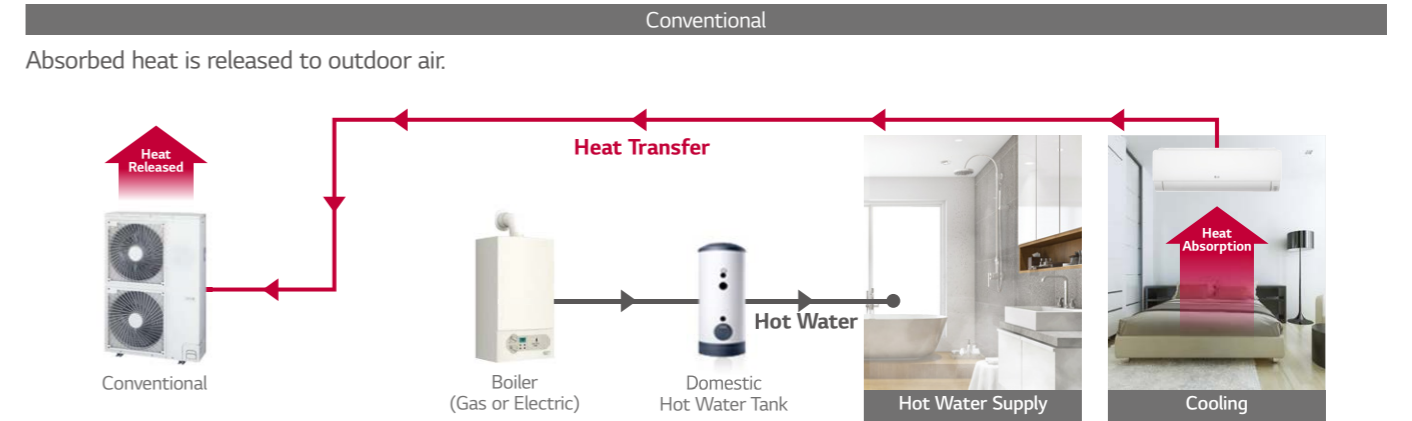 Conventional
Absorbed heat is released to outdoor air.
Heat
Released
Heat Transfer
Heat
Absorption
Hot Water
Conventional
Boiler
(Gas or Electric)
Domestic
Hot Water Tank
Hot Water Supply
Cooling